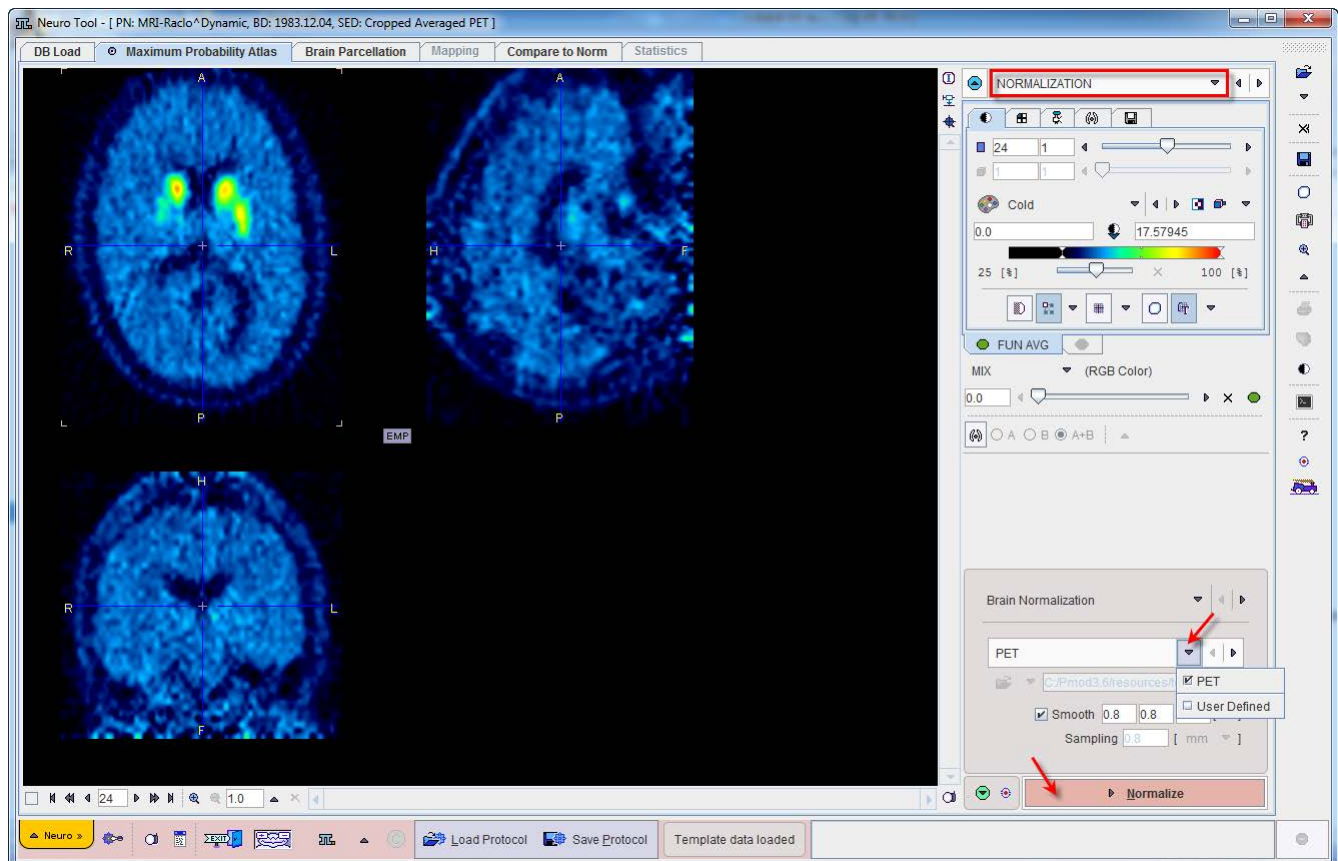 Neuro Tool - [ PN: MRI-Raclo^Dynamic, BD: 1983.12.04, SED: Cropped Averaged PET ]
DB Load Maximum Probability Atlas Brain Parcellation Mapping Compare to Norm Statistics
NORMALIZATION
A A
24 1
1 1
Cold
0.0 17.57945
R L H F
25 [%] 100 [%]
FUN AVG
MIX (RGB Color)
0.0
P P
EMP
A B A+B
H
Brain Normalization
R L
PET
C:/Pmod3.6/resources/t
PET
User Defined
Smooth 0.8 0.8
Sampling 0.8 [ mm ]
F
24 1.0
Normalize
Neuro » EXIT Load Protocol Save Protocol Template data loaded